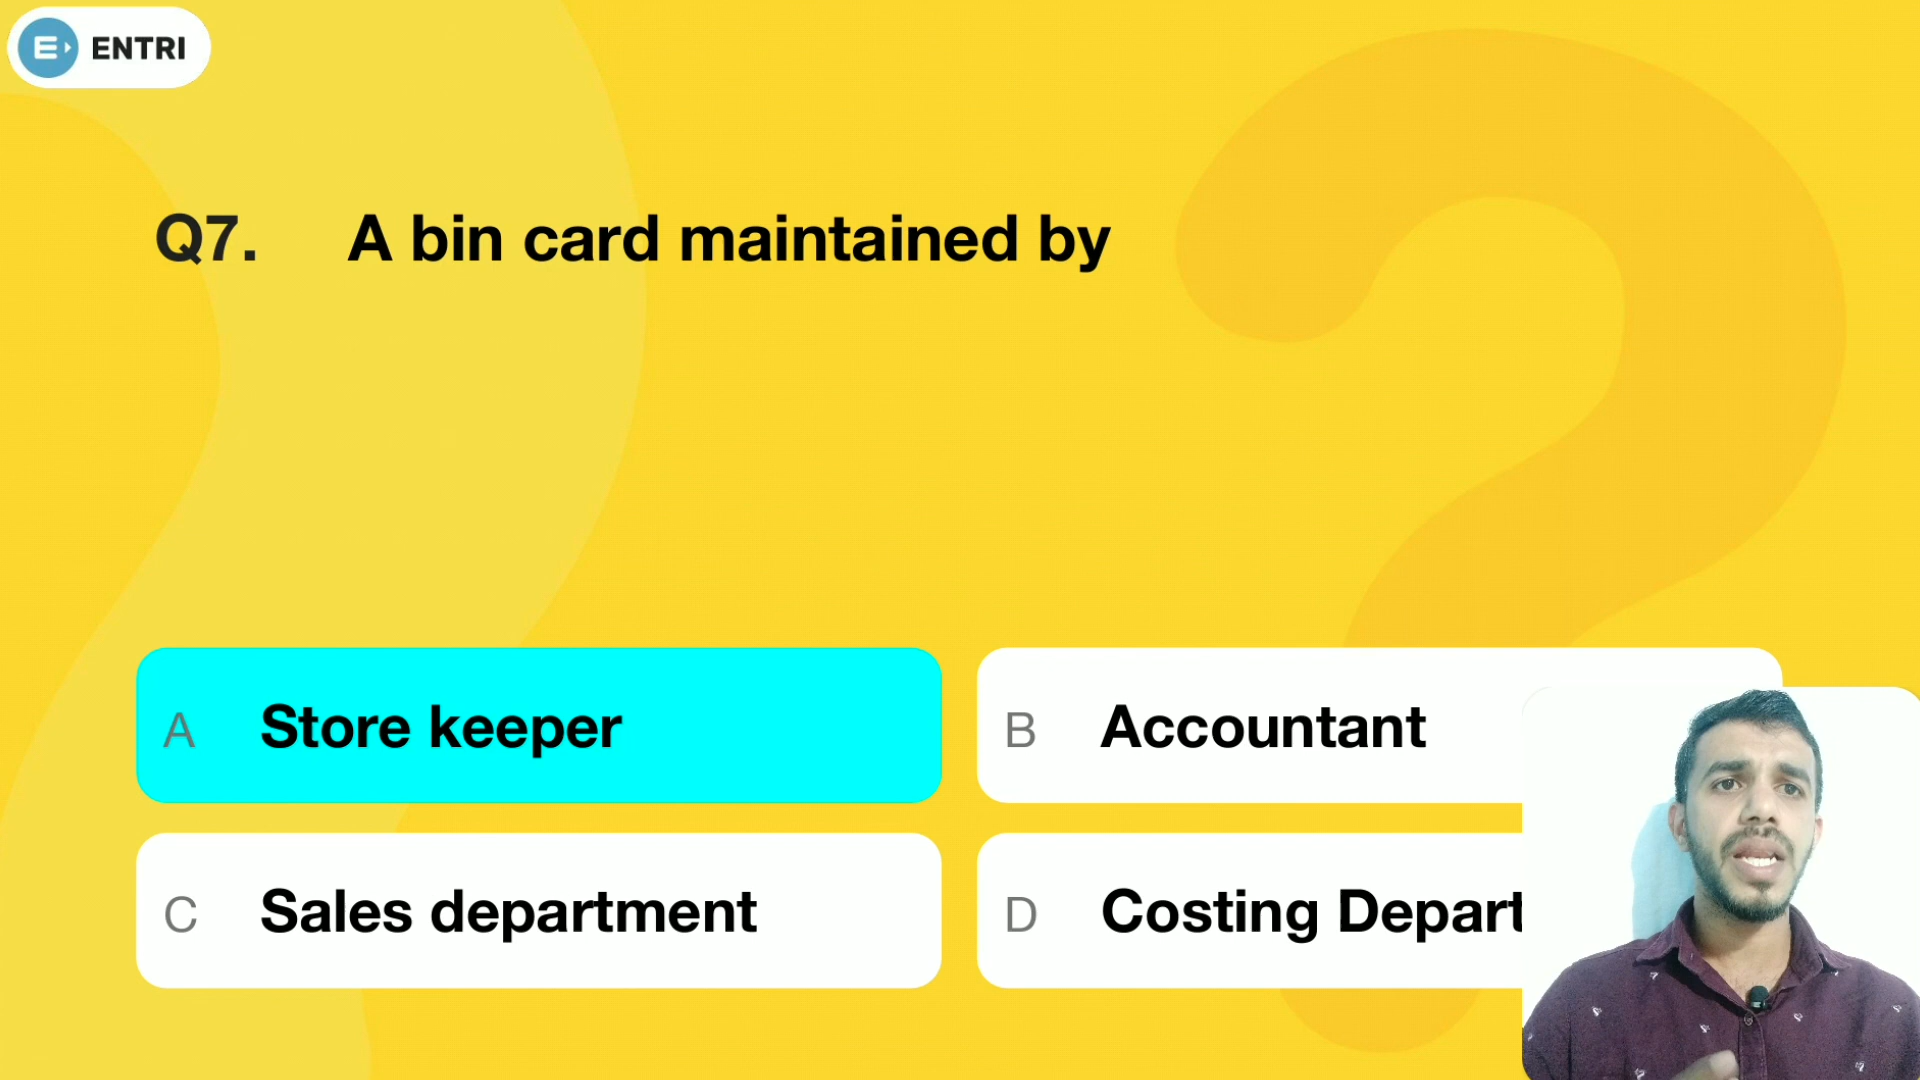 ENTRI
Q7. A bin card maintained by
A Store keeper
B Accountant
C Sales department
D Costing Depart